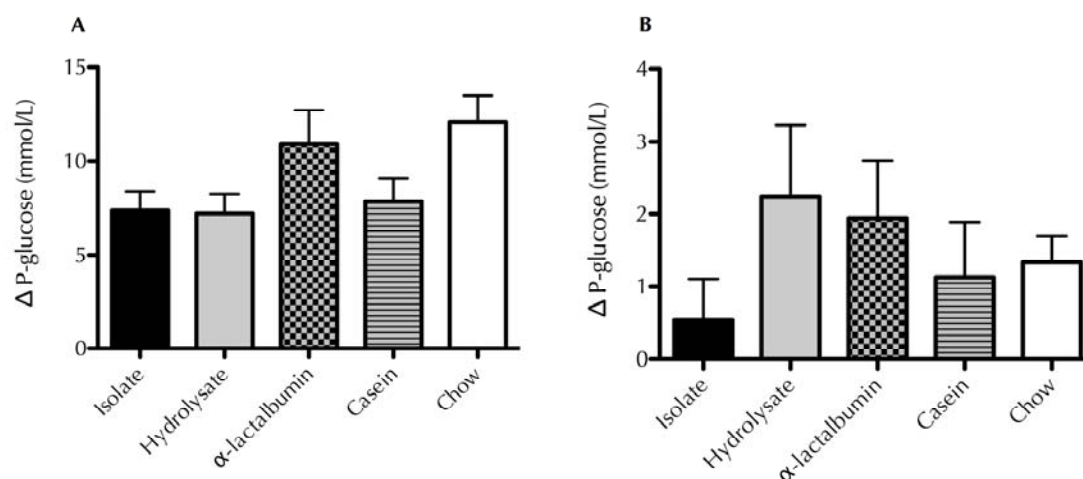 A
Δ P-glucose (mmol/L)
15
10
5
0
Isolate
Hydrolysate
α-lactalbumin
Casein
Chow
B
Δ P-glucose (mmol/L)
4
3
2
1
0
Isolate
Hydrolysate
α-lactalbumin
Casein
Chow